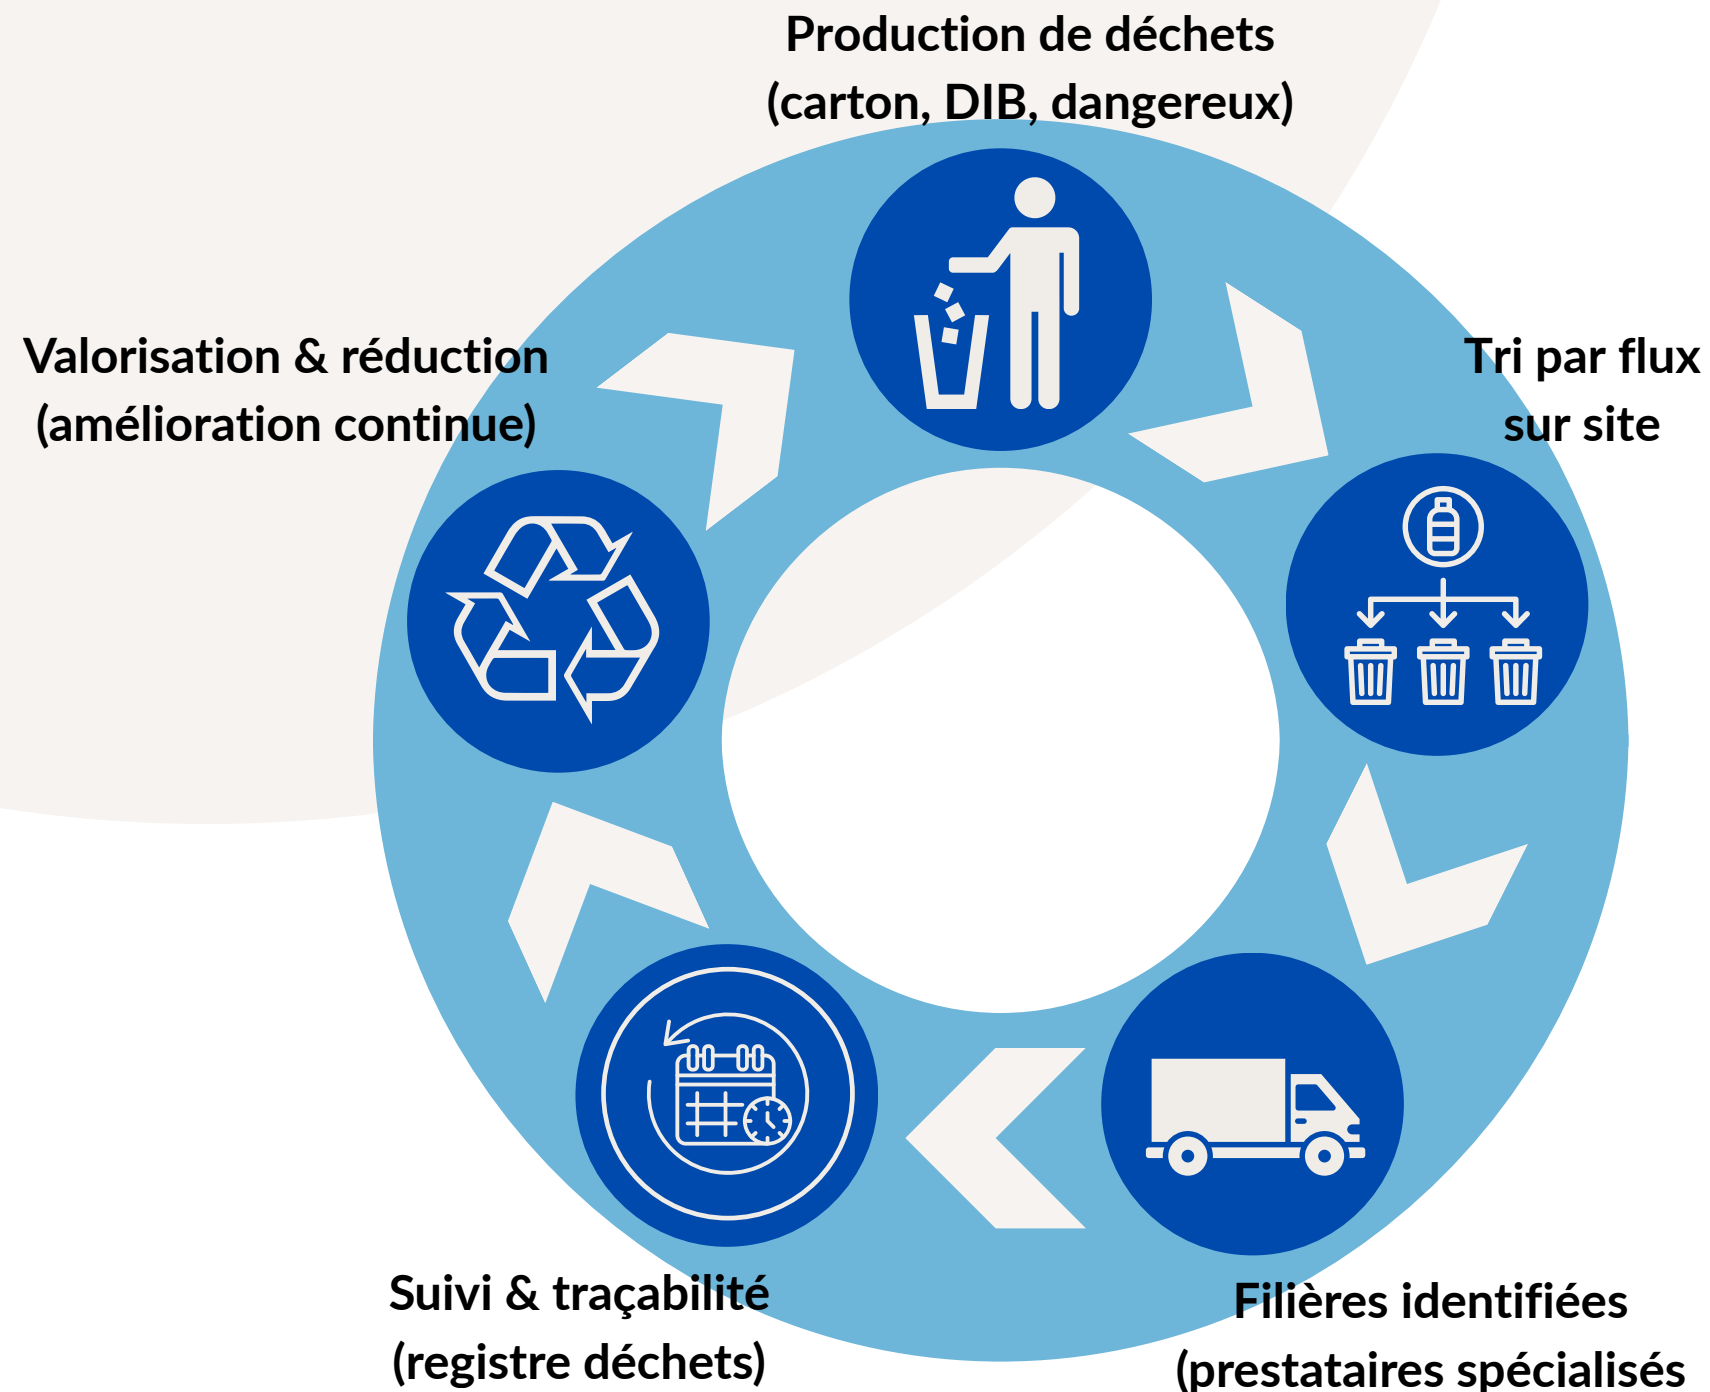 Production de déchets
(carton, DIB, dangereux)
Tri par flux
sur site
Filières identifiées
(prestataires spécialisés
Suivi & traçabilité
(registre déchets)
Valorisation & réduction
(amélioration continue)